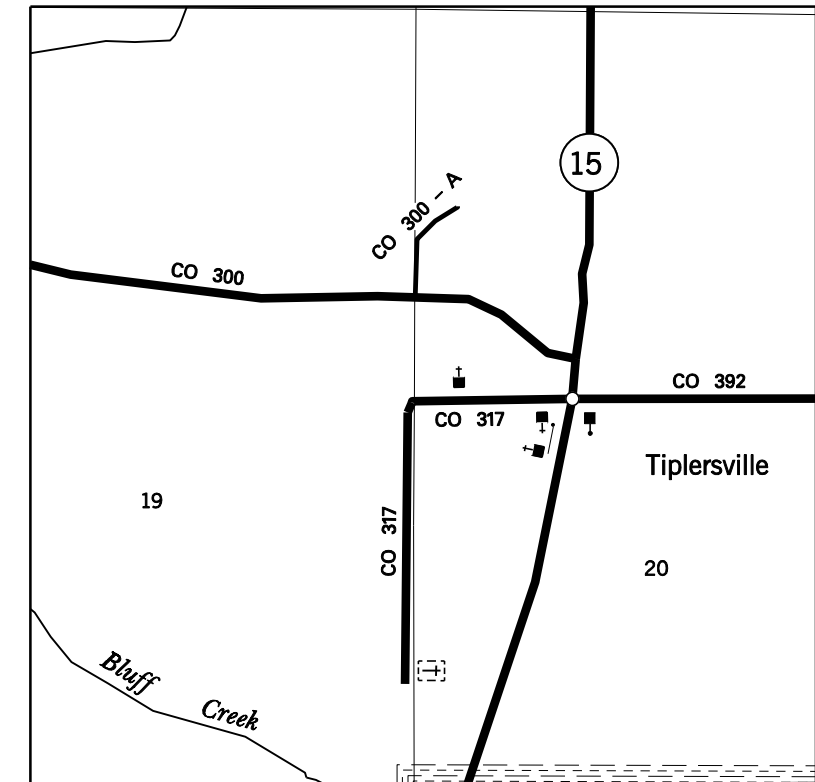 15
CO 300 - A
CO 300
CO 392
CO 317
Tiplersville
19
CO 317
20
Bluff
Creek